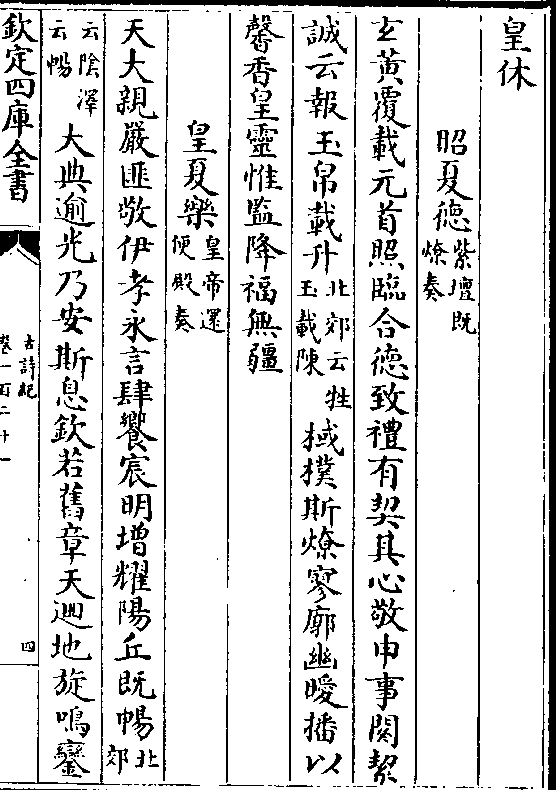 皇休
昭夏德紫壇既
燎奏
玄黃覆載元首照臨合德致禮有契其心敬申事闋絜
誠云報玉帛載升北郊云牲
玉載陳棫樸斯燎寥廓幽曖播以
馨香皇靈惟監降福無疆
皇夏樂皇帝還
便殿奏
天大親嚴匪敬伊孝永言肆饗宸明增耀陽丘既暢北
郊
云陰澤
云暢大典逾光乃安斯息欽若舊章天廻地旋鳴鑾
欽定四庫全書
古詩紀
卷一百二十一
四